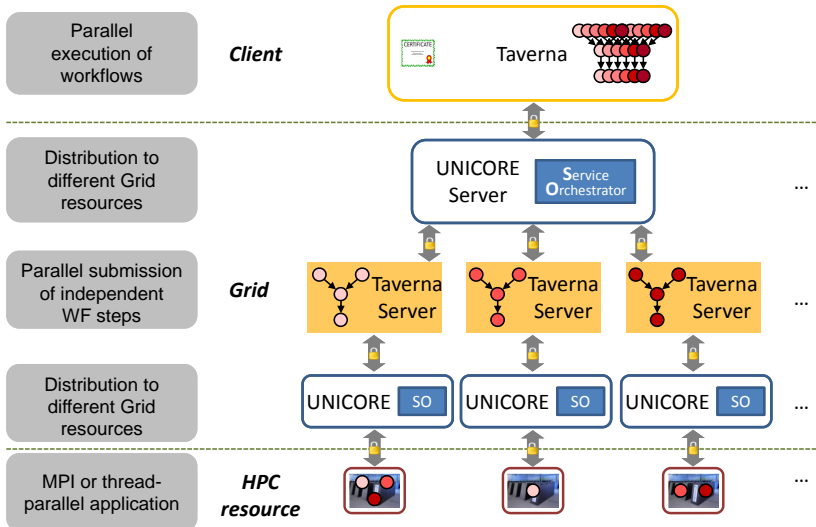 Parallel
execution of
workflows
Client
CERTIFICATE
Taverna
Distribution to
different Grid
resources
UNICORE
Server
Service
Orchestrator
...
Parallel submission
of independent
WF steps
Grid
Taverna
Server
Taverna
Server
Taverna
Server
...
Distribution to
different Grid
resources
UNICORE
SO
UNICORE
SO
UNICORE
SO
...
MPI or thread-
parallel application
HPC
resource
...